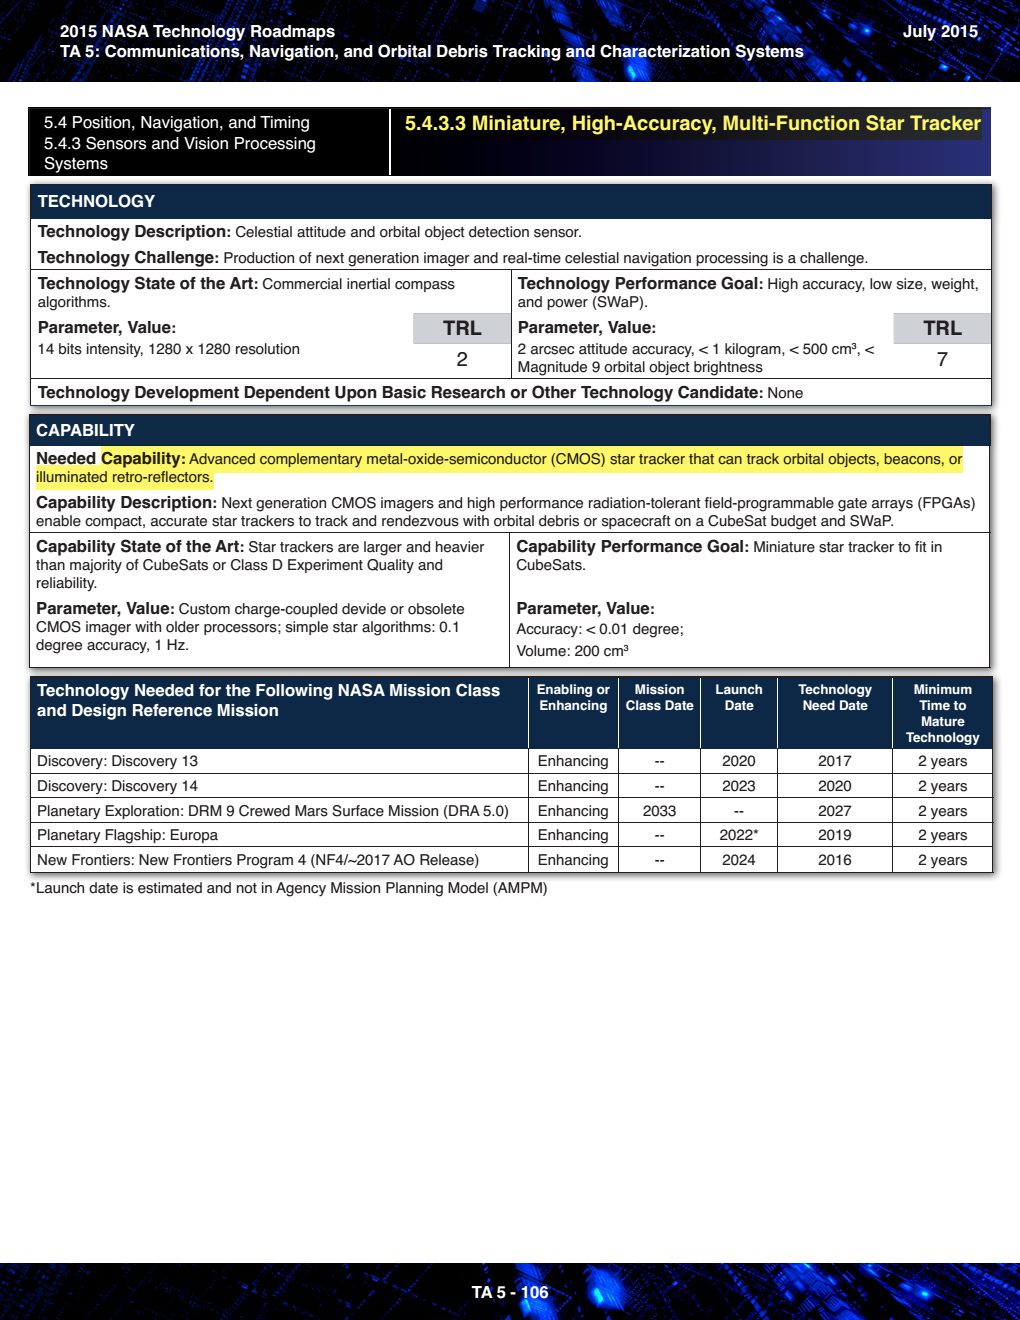 2015 NASA Technology Roadmaps
July 2015
TA 5: Communications, Navigation, and Orbital Debris Tracking and Characterization Systems
5.4 Position, Navigation, and Timing
5.4.3 Sensors and Vision Processing
Systems
5.4.3.3 Miniature, High-Accuracy, Multi-Function Star Tracker
TECHNOLOGY
Technology Description: Celestial attitude and orbital object detection sensor.
Technology Challenge: Production of next generation imager and real-time celestial navigation processing is a challenge.
Technology State of the Art: Commercial inertial compass
algorithms.
Parameter, Value:
14 bits intensity, 1280 x 1280 resolution
TRL
2
Technology Performance Goal: High accuracy, low size, weight,
and power (SWaP).
Parameter, Value:
2 arcsec attitude accuracy, < 1 kilogram, < 500 cm³, <
Magnitude 9 orbital object brightness
TRL
7
Technology Development Dependent Upon Basic Research or Other Technology Candidate: None
CAPABILITY
Needed Capability: Advanced complementary metal-oxide-semiconductor (CMOS) star tracker that can track orbital objects, beacons, or
illuminated retro-reflectors.
Capability Description: Next generation CMOS imagers and high performance radiation-tolerant field-programmable gate arrays (FPGAs)
enable compact, accurate star trackers to track and rendezvous with orbital debris or spacecraft on a CubeSat budget and SWaP.
Capability State of the Art: Star trackers are larger and heavier
than majority of CubeSats or Class D Experiment Quality and
reliability.
Parameter, Value: Custom charge-coupled devide or obsolete
CMOS imager with older processors; simple star algorithms: 0.1
degree accuracy, 1 Hz.
Capability Performance Goal: Miniature star tracker to fit in
CubeSats.
Parameter, Value:
Accuracy: < 0.01 degree;
Volume: 200 cm³
Technology Needed for the Following NASA Mission Class
and Design Reference Mission
Enabling or
Enhancing
Mission
Class Date
Launch
Date
Technology
Need Date
Minimum
Time to
Mature
Technology
Discovery: Discovery 13 Enhancing -- 2020 2017 2 years
Discovery: Discovery 14 Enhancing -- 2023 2020 2 years
Planetary Exploration: DRM 9 Crewed Mars Surface Mission (DRA 5.0) Enhancing 2033 -- 2027 2 years
Planetary Flagship: Europa Enhancing -- 2022* 2019 2 years
New Frontiers: New Frontiers Program 4 (NF4/~2017 AO Release) Enhancing -- 2024 2016 2 years
*Launch date is estimated and not in Agency Mission Planning Model (AMPM)
TA 5 - 106